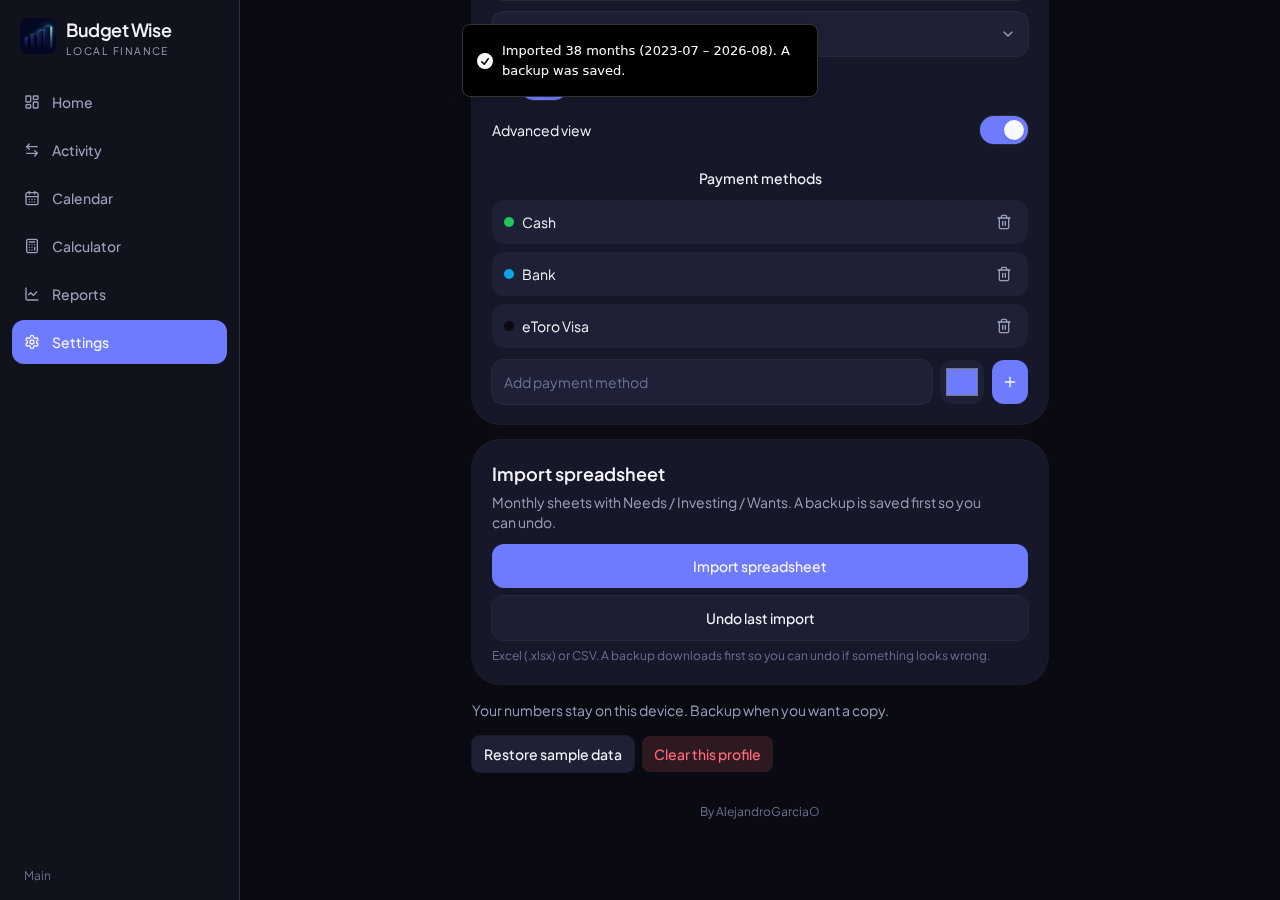 BudgetWise
LOCAL FINANCE
Home
Activity
Calendar
Calculator
Reports
Settings
Main
Imported 38 months (2023-07 – 2026-08). A
backup was saved.
Advanced view
Payment methods
Cash
Bank
eToro Visa
Add payment method
Import spreadsheet
Monthly sheets with Needs / Investing / Wants. A backup is saved first so you
can undo.
Import spreadsheet
Undo last import
Excel (.xlsx) or CSV. A backup downloads first so you can undo if something looks wrong.
Your numbers stay on this device. Backup when you want a copy.
Restore sample data
Clear this profile
By AlejandroGarciaO